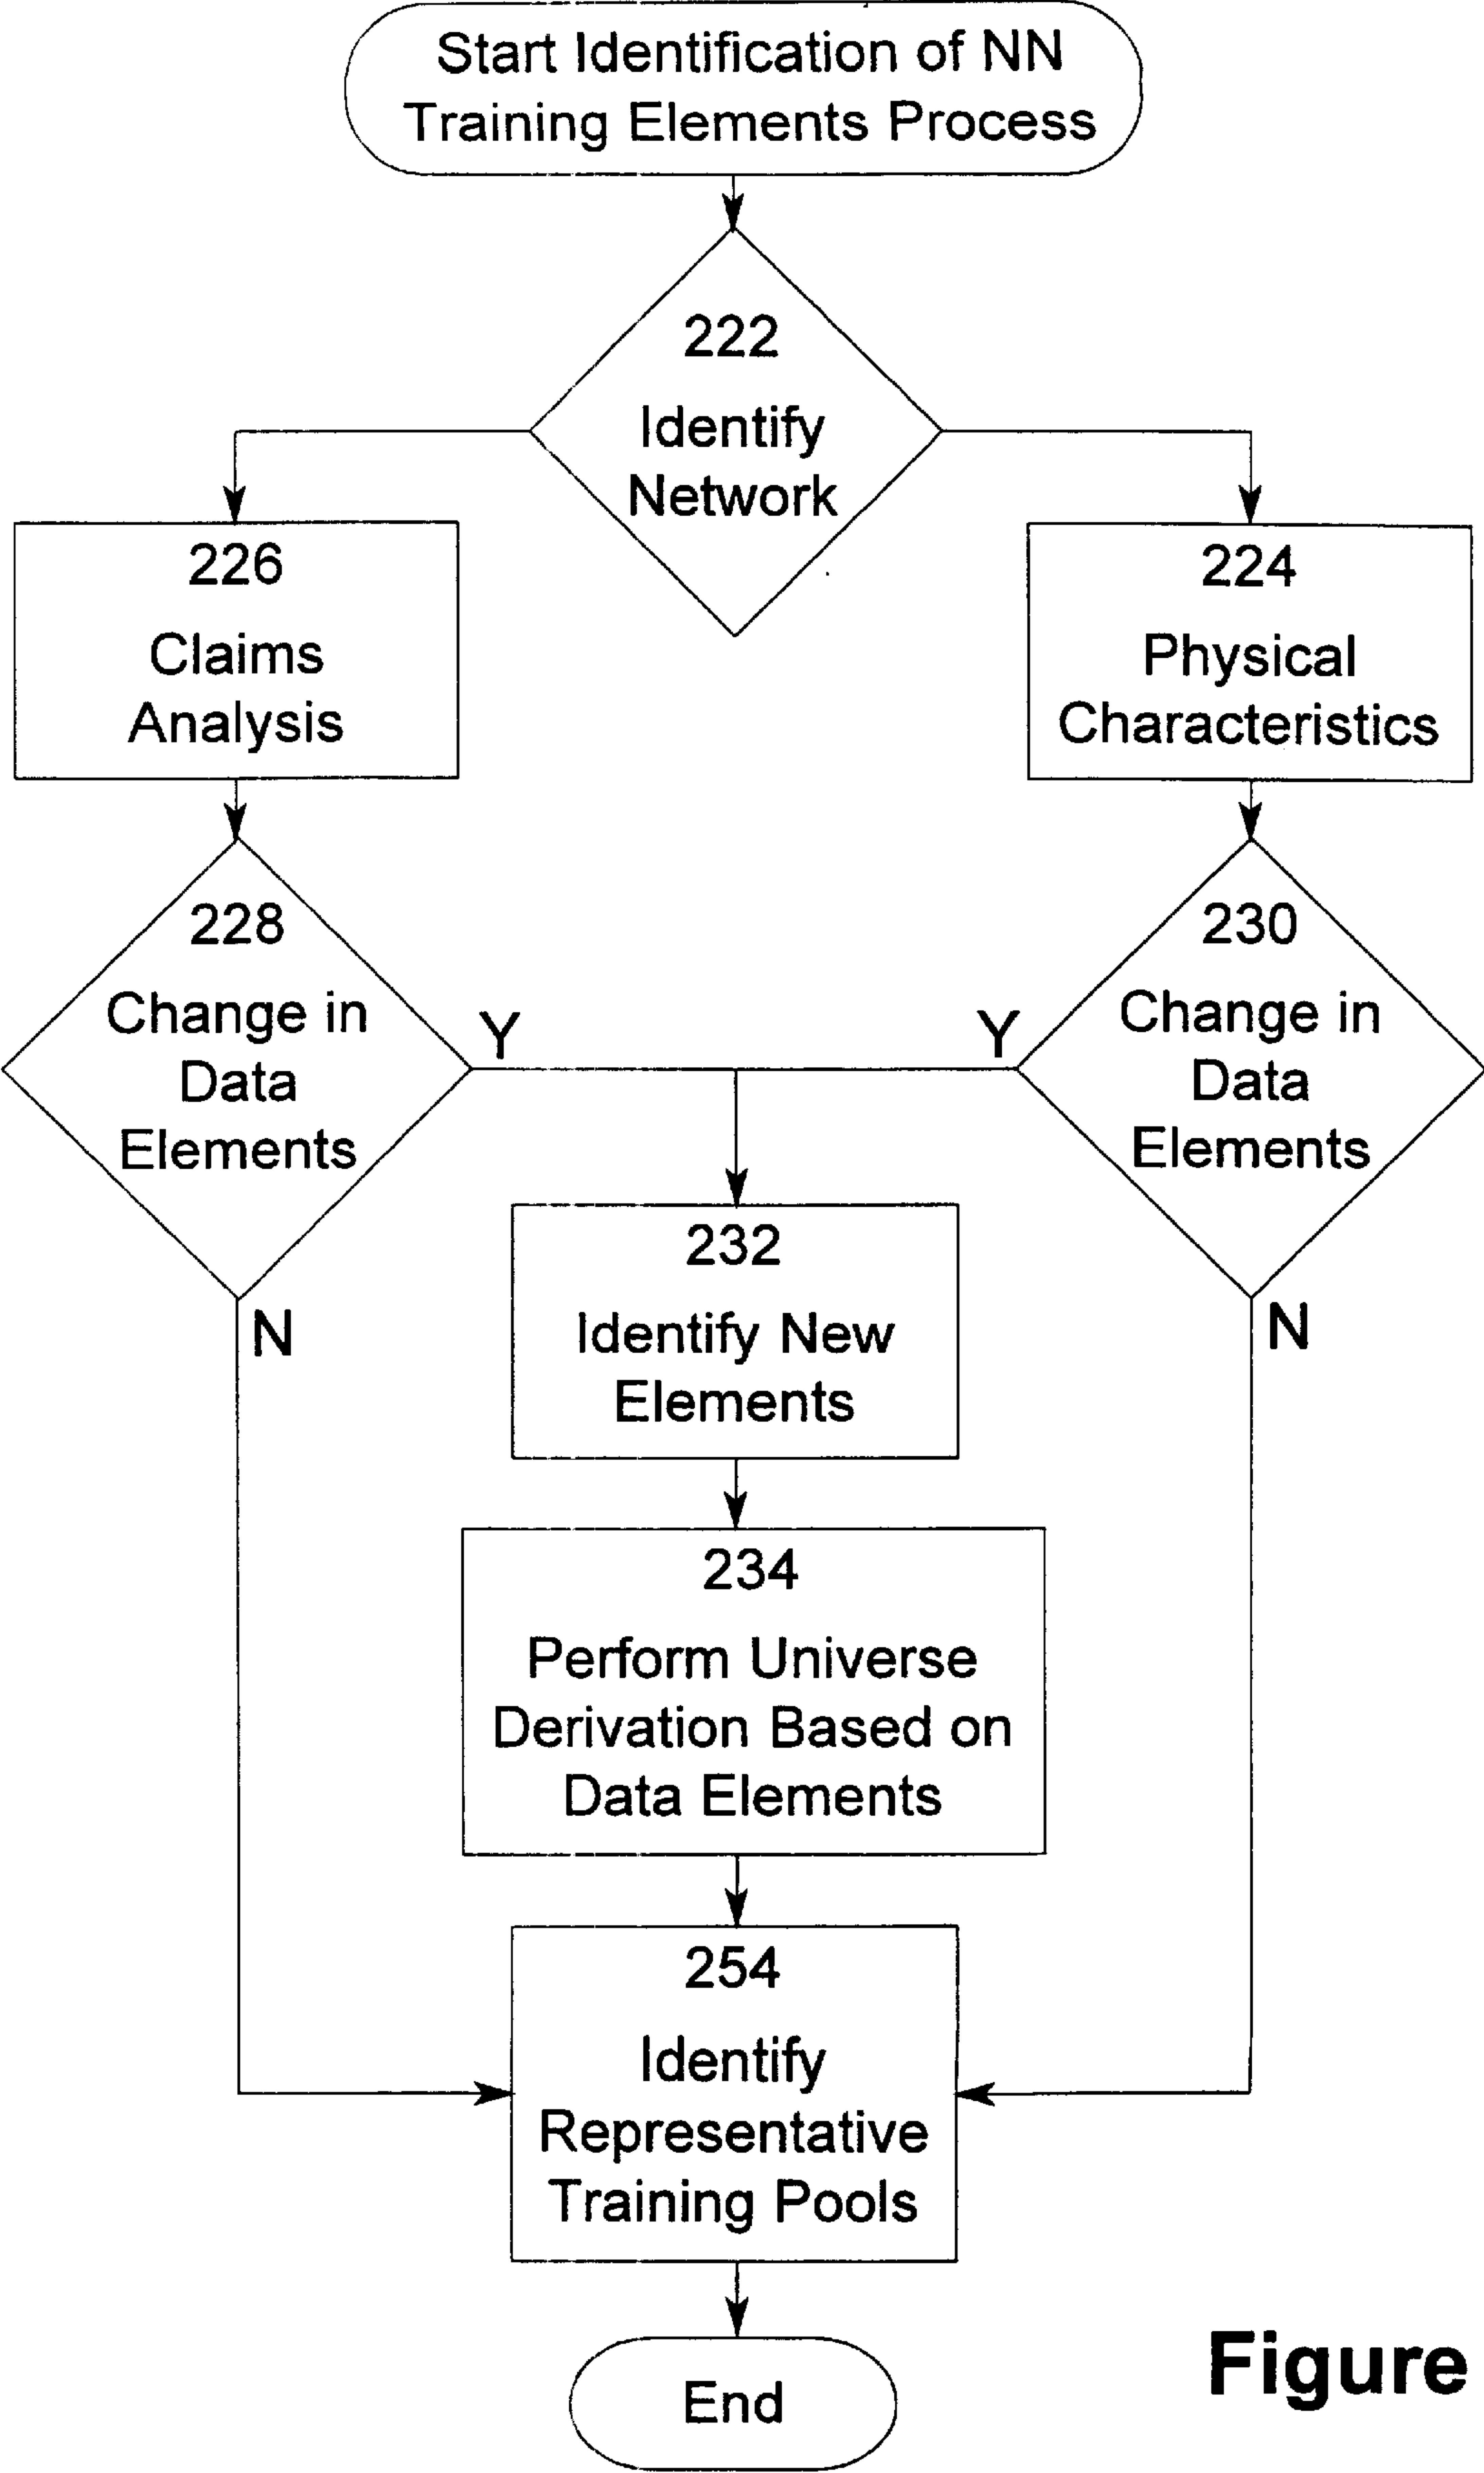 Start Identification of NN
Training Elements Process
222
Identify
Network
226
Claims
Analysis
224
Physical
Characteristics
228
Change in
Data
Elements
Y
N
230
Change in
Data
Elements
Y
N
232
Identify New
Elements
234
Perform Universe
Derivation Based on
Data Elements
254
Identify
Representative
Training Pools
End
Figure